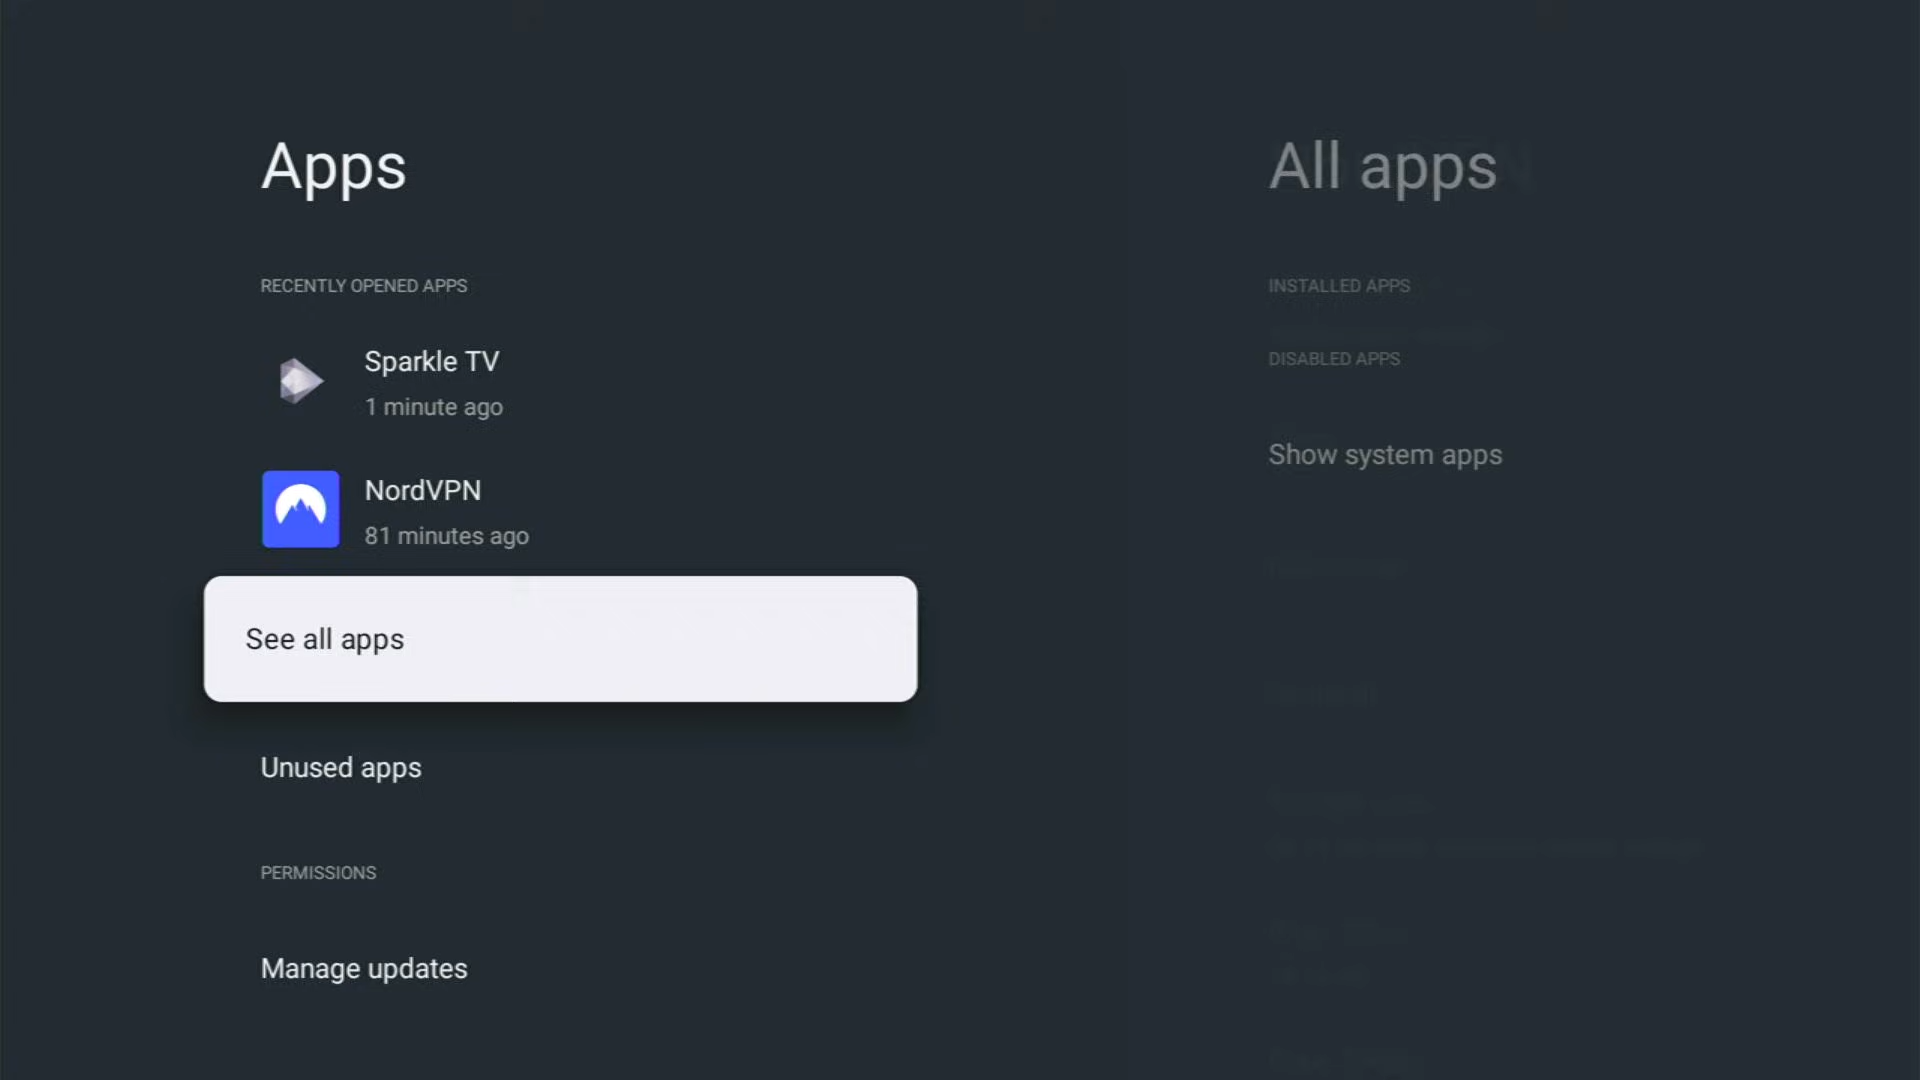 Apps
RECENTLY OPENED APPS
Sparkle TV
1 minute ago
NordVPN
81 minutes ago
See all apps
Unused apps
PERMISSIONS
Manage updates
All apps
INSTALLED APPS
DISABLED APPS
Show system apps